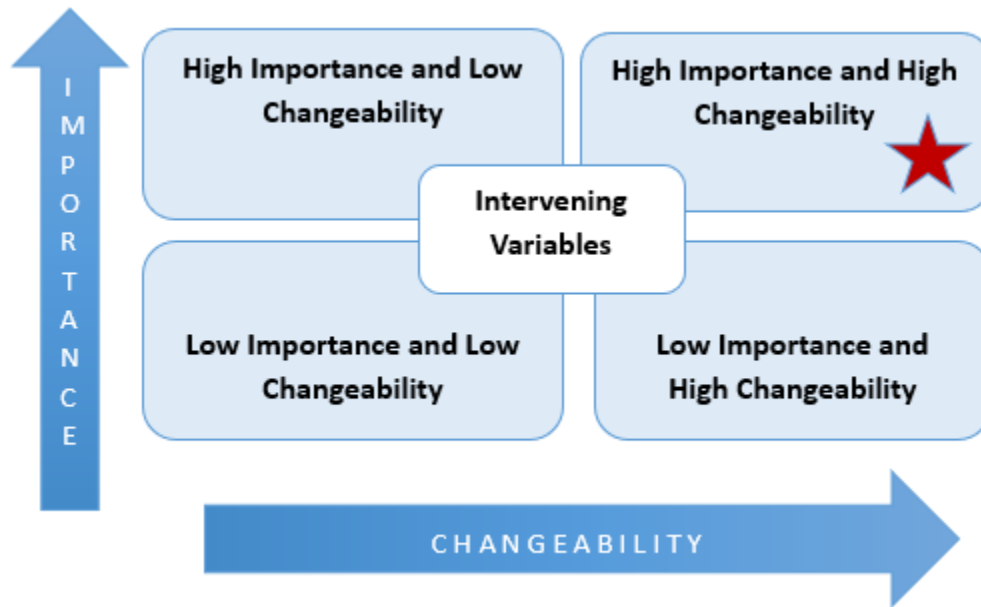 IMPORTANCE
High Importance and Low
Changeability
High Importance and High
Changeability
Intervening
Variables
Low Importance and Low
Changeability
Low Importance and
High Changeability
CHANGEABILITY